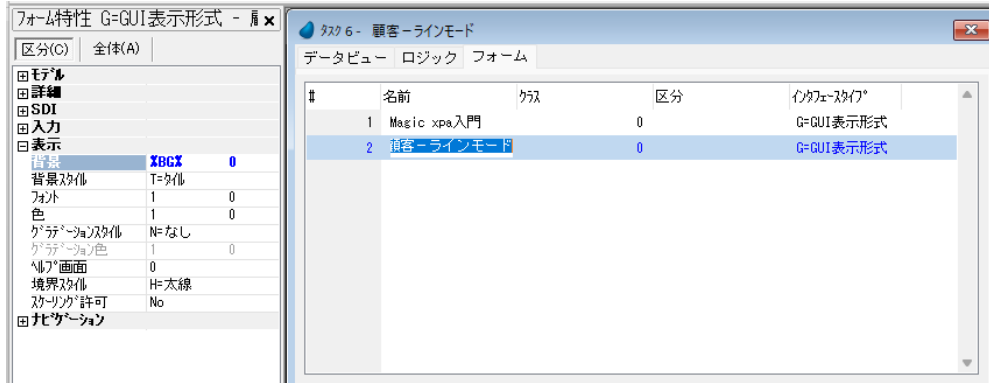 フォーム特性 G=GUI表示形式 -
区分(C) 全体(A)
モデル
詳細
SDI
入力
表示
背景 %BG% 0
背景スタイル T=タイル
フォント 1 0
色 1 0
グラデーションスタイル N=なし
グラデーション色 1 0
ヘルプ画面 0
境界スタイル H=太線
スケーリング許可 No
ナビゲーション
タスク 6 - 顧客-ラインモード
データビュー ロジック フォーム
# 名前 クラス 区分 インタフェースタイプ
1 Magic xpa入門 0 G=GUI表示形式
2 顧客-ラインモード 0 G=GUI表示形式